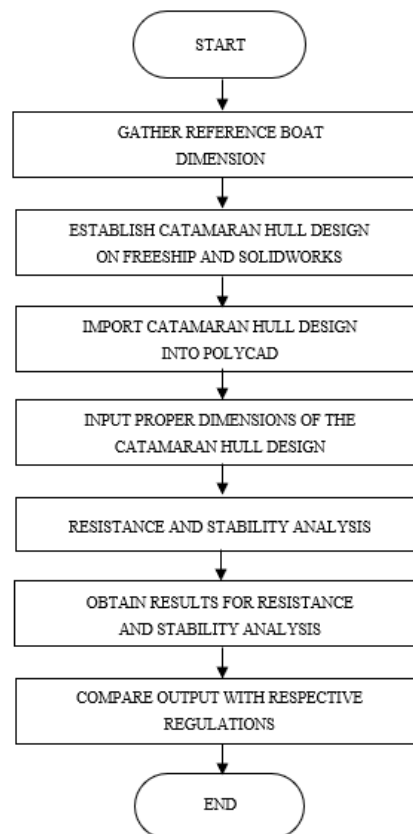 START
GATHER REFERENCE BOAT
DIMENSION
ESTABLISH CATAMARAN HULL DESIGN
ON FREESHIP AND SOLIDWORKS
IMPORT CATAMARAN HULL DESIGN
INTO POLYCAD
INPUT PROPER DIMENSIONS OF THE
CATAMARAN HULL DESIGN
RESISTANCE AND STABILITY ANALYSIS
OBTAIN RESULTS FOR RESISTANCE
AND STABILITY ANALYSIS
COMPARE OUTPUT WITH RESPECTIVE
REGULATIONS
END